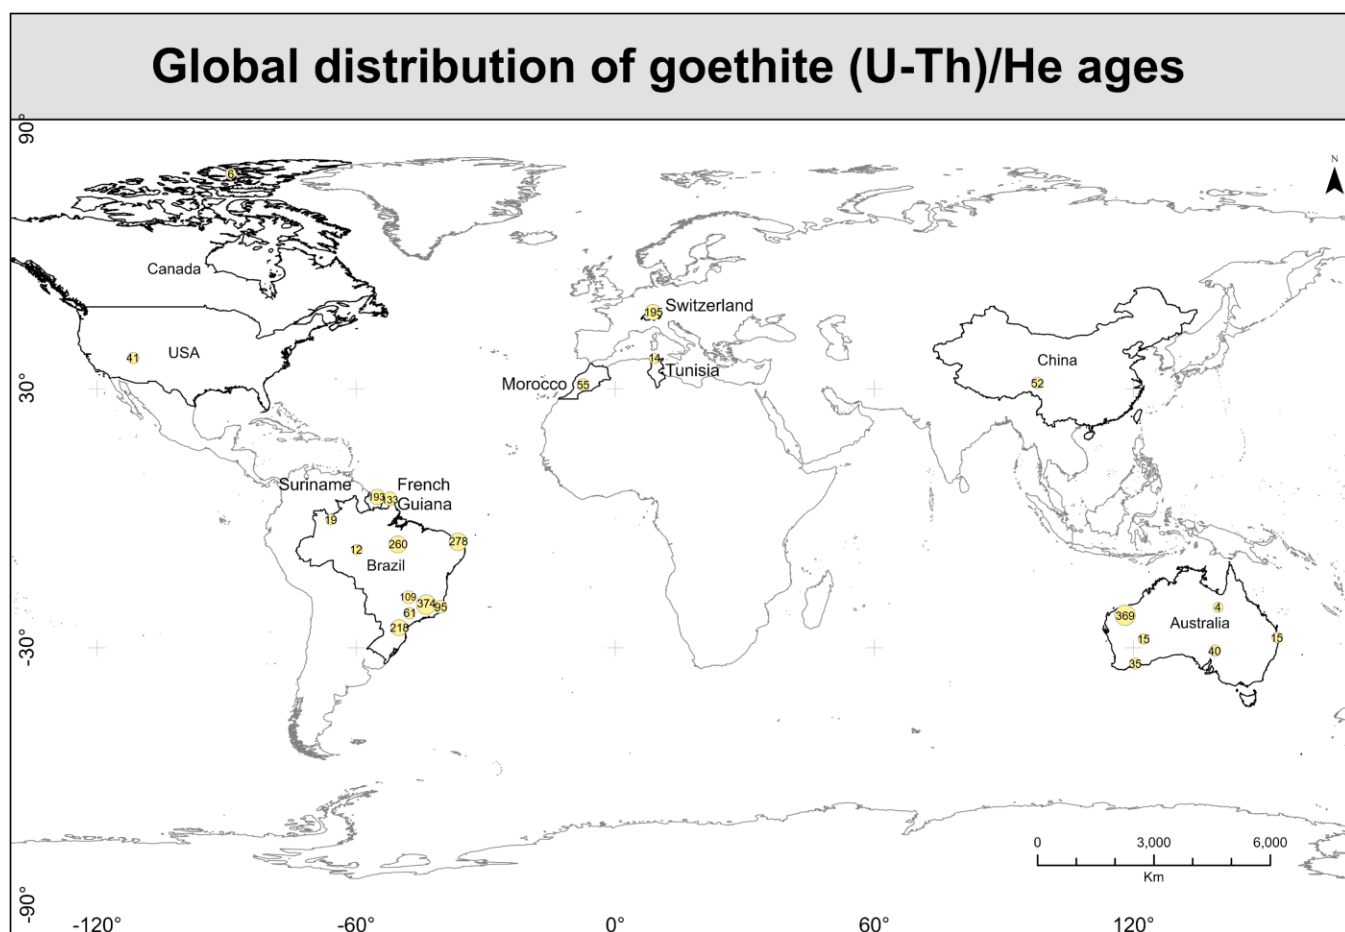 Global distribution of goethite (U-Th)/He ages
90°
N
6
Canada
195 Switzerland
41 USA
14
Tunisia
China
Morocco 55
52
30°
Suriname 193 French
33 Guiana
19
278
260
12
Brazil
109
374 95
61
218
4
369
Australia
15
15
40
35
-30°
0 3,000 6,000
Km
-90°
-120° -60° 0° 60° 120°